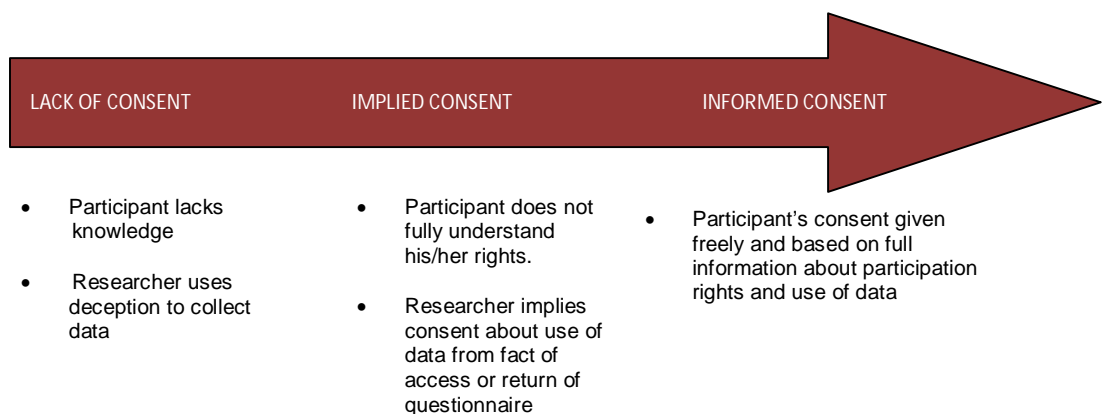 LACK OF CONSENT
IMPLIED CONSENT
INFORMED CONSENT
• Participant lacks
knowledge
• Researcher uses
deception to collect
data
• Participant does not
fully understand
his/her rights.
• Researcher implies
consent about use of
data from fact of
access or return of
questionnaire
• Participant’s consent given
freely and based on full
information about participation
rights and use of data